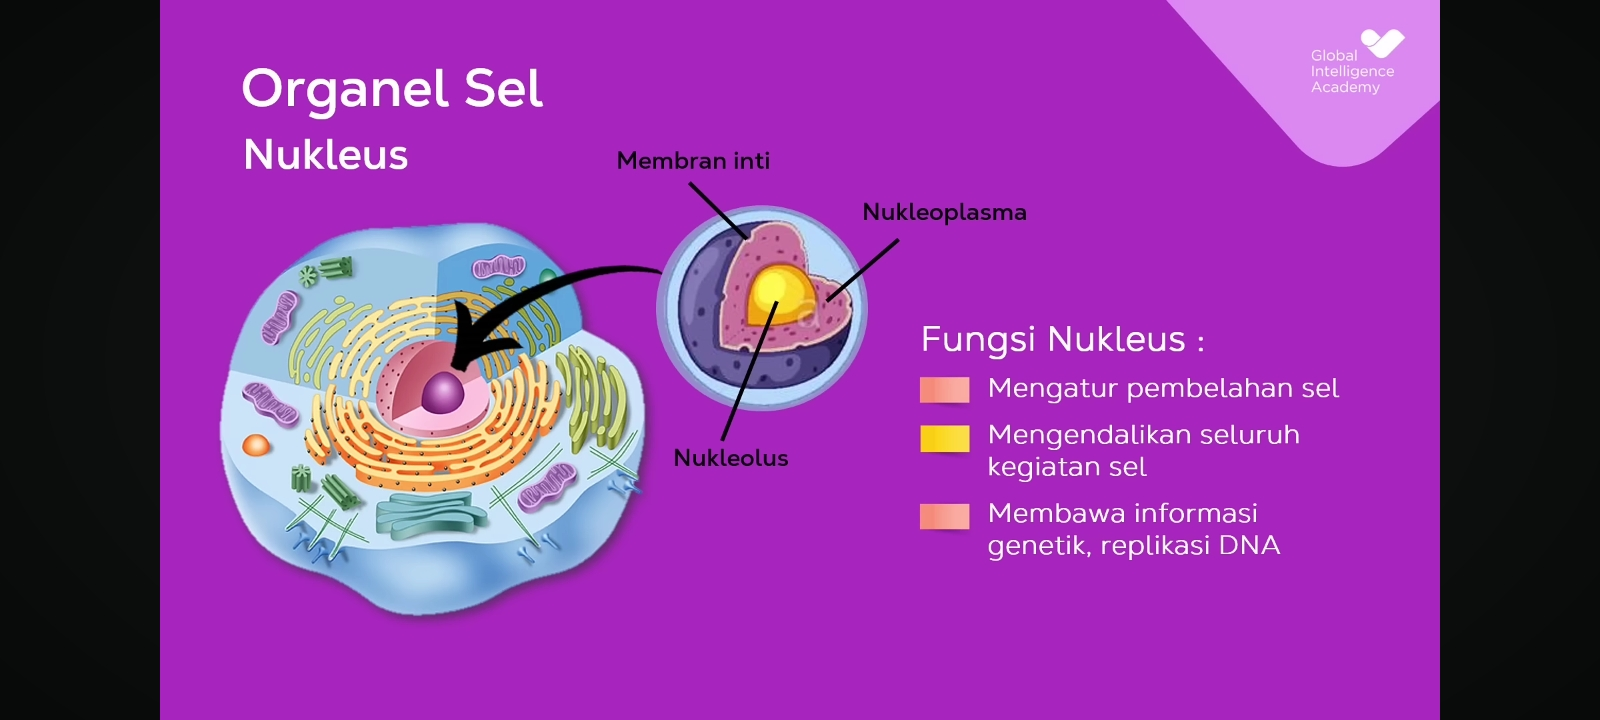 Organel Sel
Nukleus
Global
Intelligence
Academy
Membran inti
Nukleoplasma
Nukleolus
Fungsi Nukleus :
Mengatur pembelahan sel
Mengendalikan seluruh
kegiatan sel
Membawa informasi
genetik, replikasi DNA
a